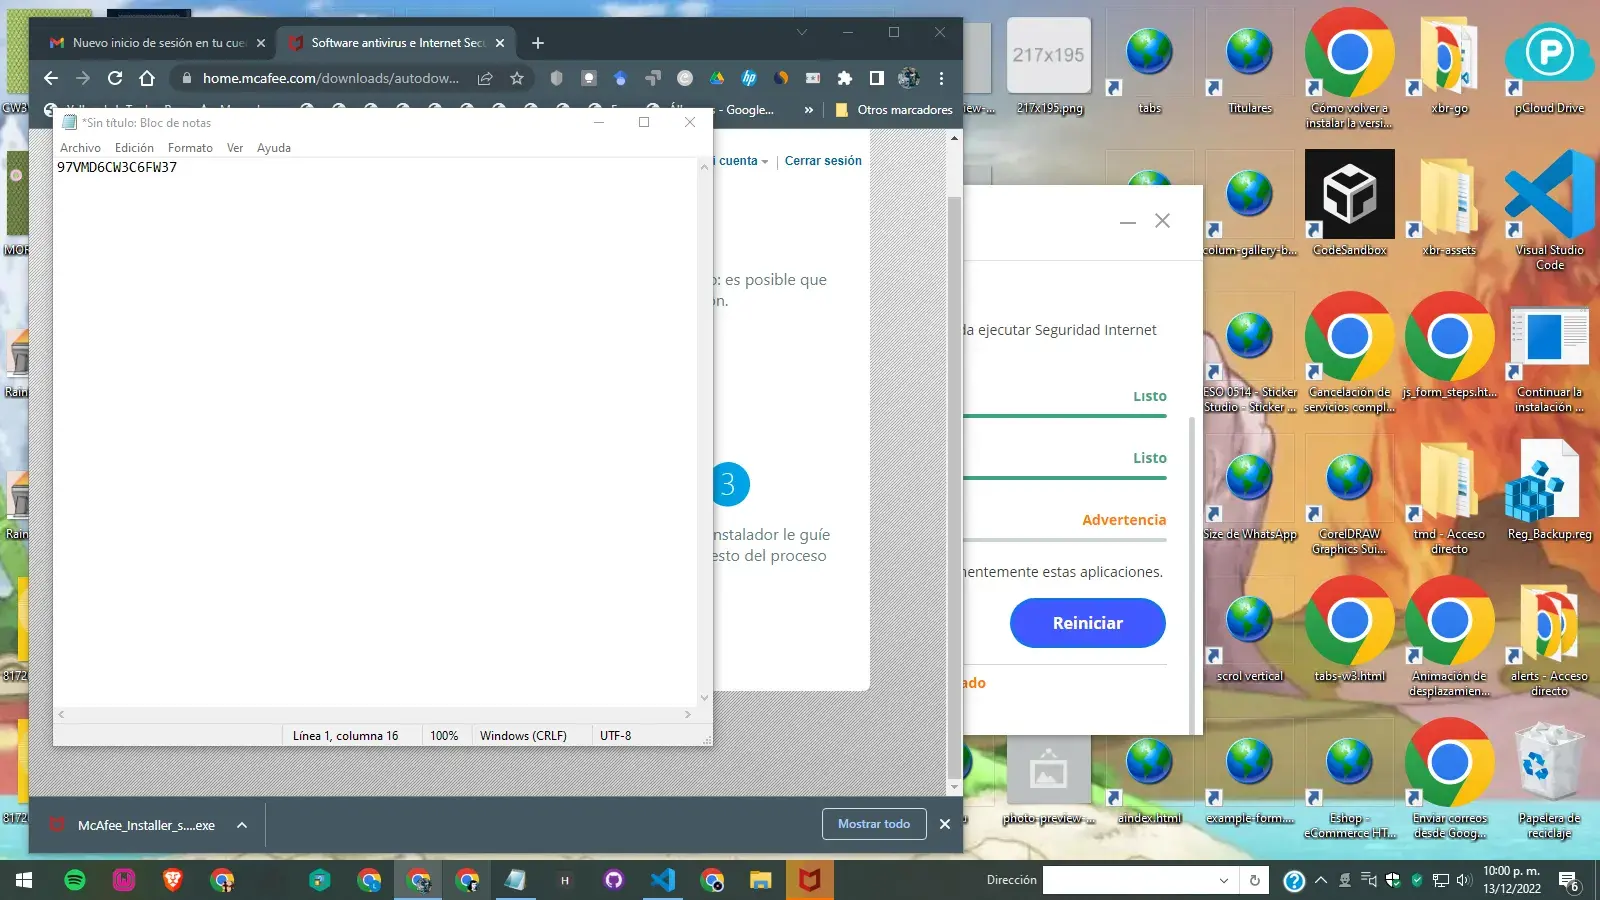 Nuevo inicio de sesión en tu cue
Software antivirus e Internet Secu
home.mcafee.com/downloads/autodow...
- Google...
»
Otros marcadores
*Sin título: Bloc de notas
Archivo Edición Formato Ver Ayuda
97VMD6CW3C6FW37
Línea 1, columna 16
100%
Windows (CRLF)
UTF-8
i cuenta
Cerrar sesión
o: es posible que
ón.
3
nstalador le guíe
esto del proceso
da ejecutar Seguridad Internet
Listo
Listo
Advertencia
nentemente estas aplicaciones.
Reiniciar
ado
McAfee_Installer_s....exe
Mostrar todo
217x195
217x195.png
tabs
Titulares
Cómo volver a
instalar la versi...
xbr-go
pCloud Drive
colum-gallery-b...
CodeSandbox
xbr-assets
Visual Studio
Code
ESO 0514 - Sticker
Studio - Sticker ...
Cancelación de
servicios compl...
js_form_steps.ht...
Continuar la
instalación ...
Size de WhatsApp
CorelDRAW
Graphics Sui...
tmd - Acceso
directo
Reg_Backup.reg
scrol vertical
tabs-w3.html
Animación de
desplazamien...
alerts - Acceso
directo
photo-preview-...
aindex.html
example-form....
Eshop -
eCommerce HT...
Enviar correos
desde Goog...
Papelera de
reciclaje
GW3
MOR
Rain
Rain
8172
8172
Dirección
10:00 p. m.
13/12/2022
6